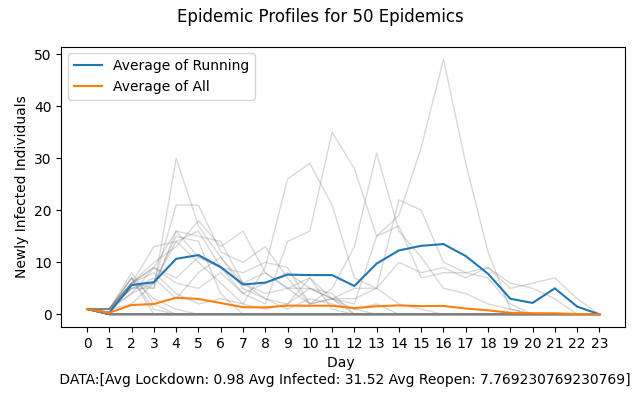 Epidemic Profiles for 50 Epidemics
50
40
30
20
10
0
Newly Infected Individuals
Average of Running
Average of All
0 1 2 3 4 5 6 7 8 9 10 11 12 13 14 15 16 17 18 19 20 21 22 23
Day
DATA:[Avg Lockdown: 0.98 Avg Infected: 31.52 Avg Reopen: 7.769230769230769]